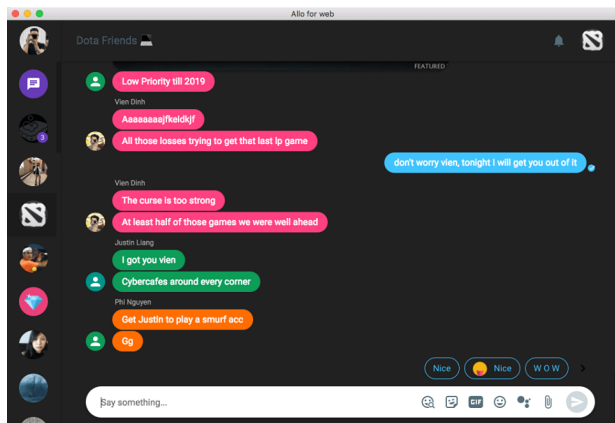 Allo for web
Dota Friends
FEATURED
Low Priority till 2019
Vien Dinh
Aaaaaaaajfkeidkjf
All those losses trying to get that last lp game
don't worry vien, tonight I will get you out of it
Vien Dinh
The curse is too strong
At least half of those games we were well ahead
Justin Liang
I got you vien
Cybercafes around every corner
Phi Nguyen
Get Justin to play a smurf acc
Gg
3
Nice
Nice
W O W
Say something...
GIF